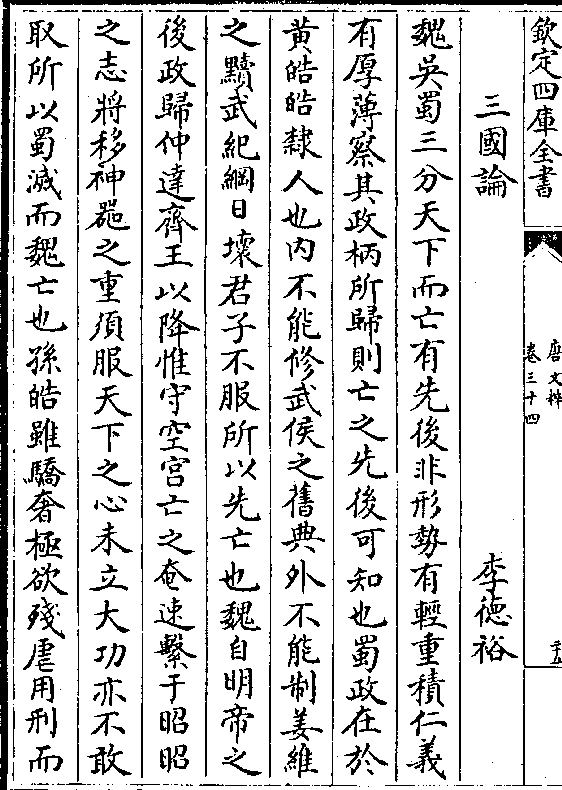 欽定四庫全書
唐文粹
卷三十四
二十五
三國論 李德裕
魏吳蜀三分天下而亡有先後非形勢有輕重積仁義
有厚薄察其政柄所歸則亡之先後可知也蜀政在於
黃皓皓隸人也内不能修武侯之舊典外不能制姜維
之黷武紀綱日壞君子不服所以先亡也魏自明帝之
後政歸仲達齊王以降惟守空宮亡之奄速繫于昭昭
之志將移神器之重須服天下之心未立大功亦不敢
取所以蜀滅而魏亡也孫皓雖驕奢極欲殘虐用刑而